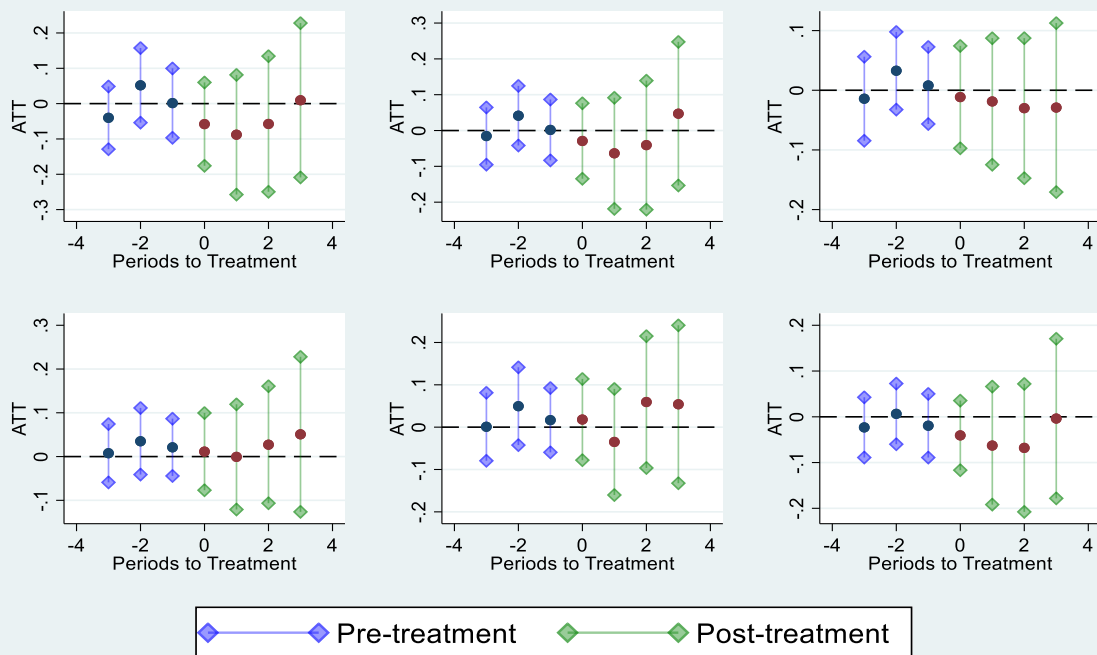 ATT
.2
.1
0
-.1
-.2
-.3
-4 -2 0 2 4
Periods to Treatment
ATT
.3
.2
.1
0
-.1
-.2
-4 -2 0 2 4
Periods to Treatment
ATT
.1
0
-.1
-.2
-4 -2 0 2 4
Periods to Treatment
ATT
.3
.2
.1
0
-.1
-4 -2 0 2 4
Periods to Treatment
ATT
.2
.1
0
-.1
-.2
-4 -2 0 2 4
Periods to Treatment
ATT
.2
.1
0
-.1
-.2
-4 -2 0 2 4
Periods to Treatment
Pre-treatment Post-treatment